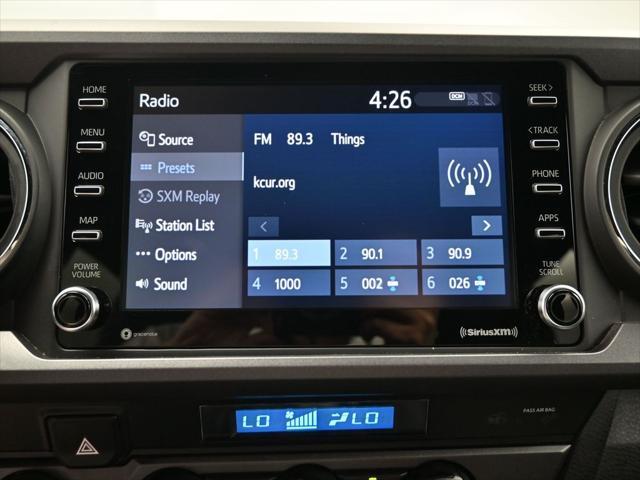 HOME
MENU
AUDIO
MAP
POWER
VOLUME
Radio
4:26
DCM
Source
Presets
SXM Replay
Station List
Options
Sound
FM 89.3 Things
kcur.org
1 89.3 2 90.1 3 90.9
4 1000 5 002 6 026
SEEK >
< TRACK
PHONE
APPS
TUNE
SCROLL
gracenote
((SiriusXM))
LO LO
PASS AIR BAG